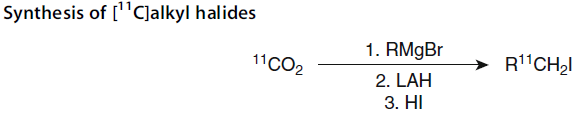 Synthesis of [¹¹C]alkyl halides
1. RMgBr
¹¹CO₂ R¹¹CH₂I
2. LAH
3. HI